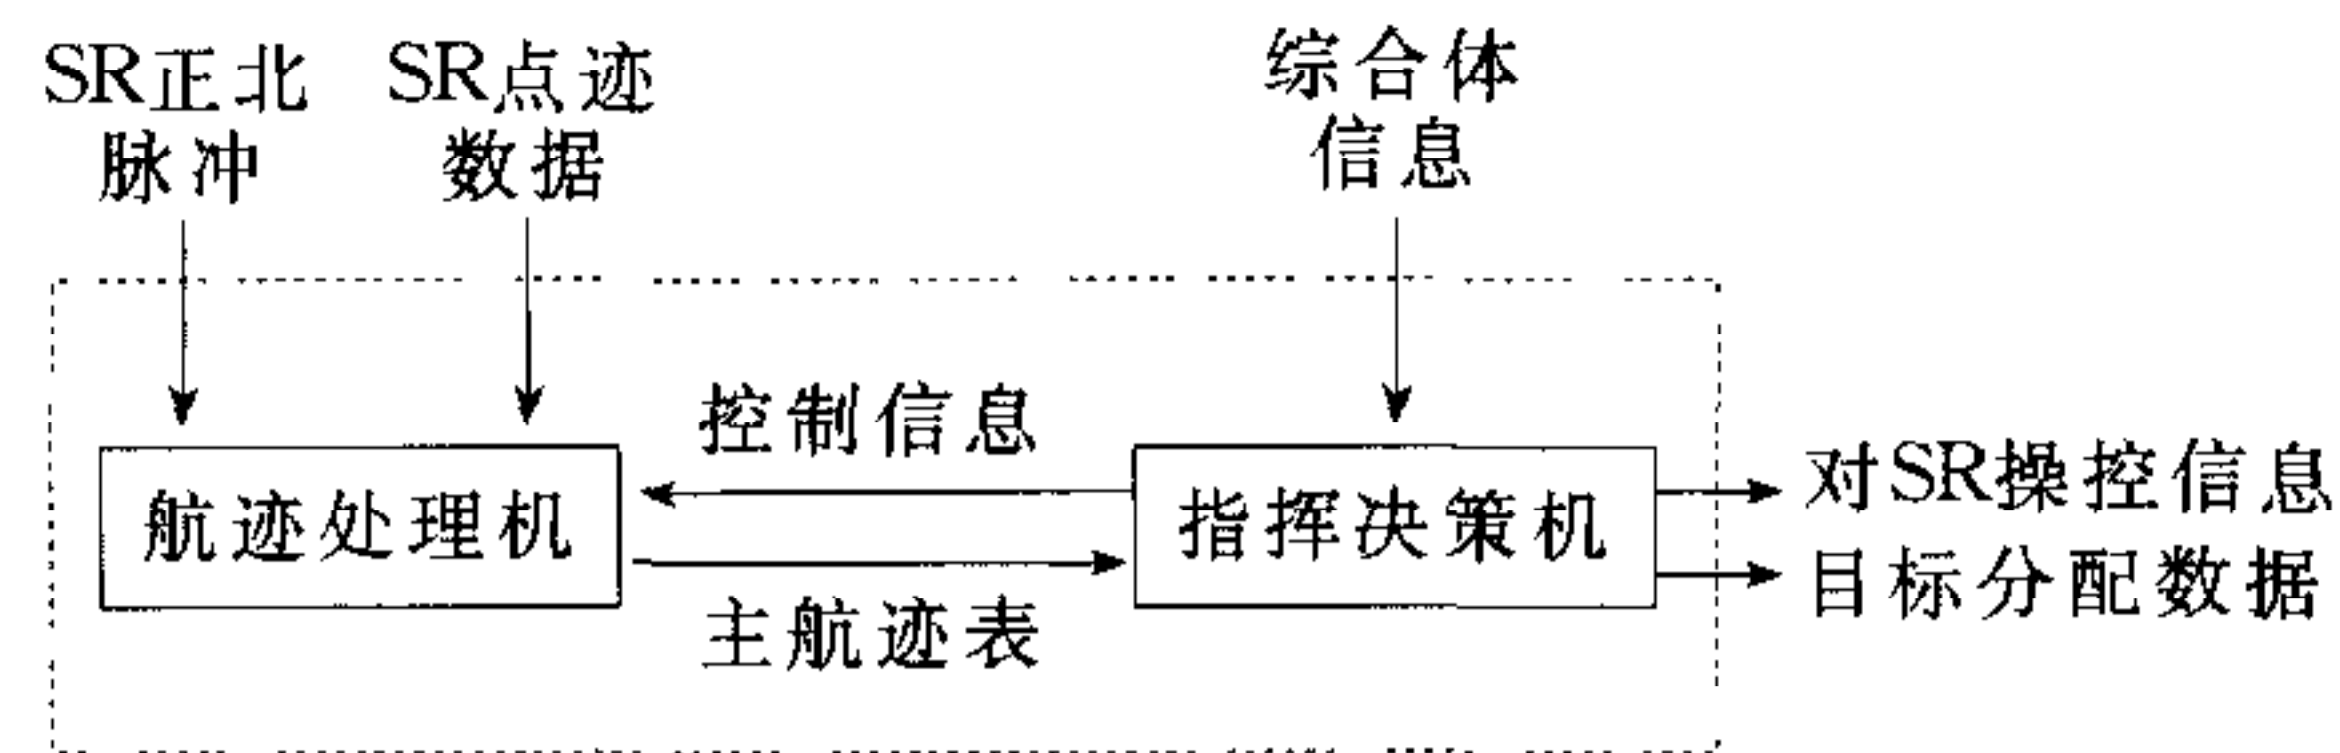 SR正北
脉冲
SR点迹
数据
综合体
信息
控制信息
航迹处理机
指挥决策机
主航迹表
对SR操控信息
目标分配数据